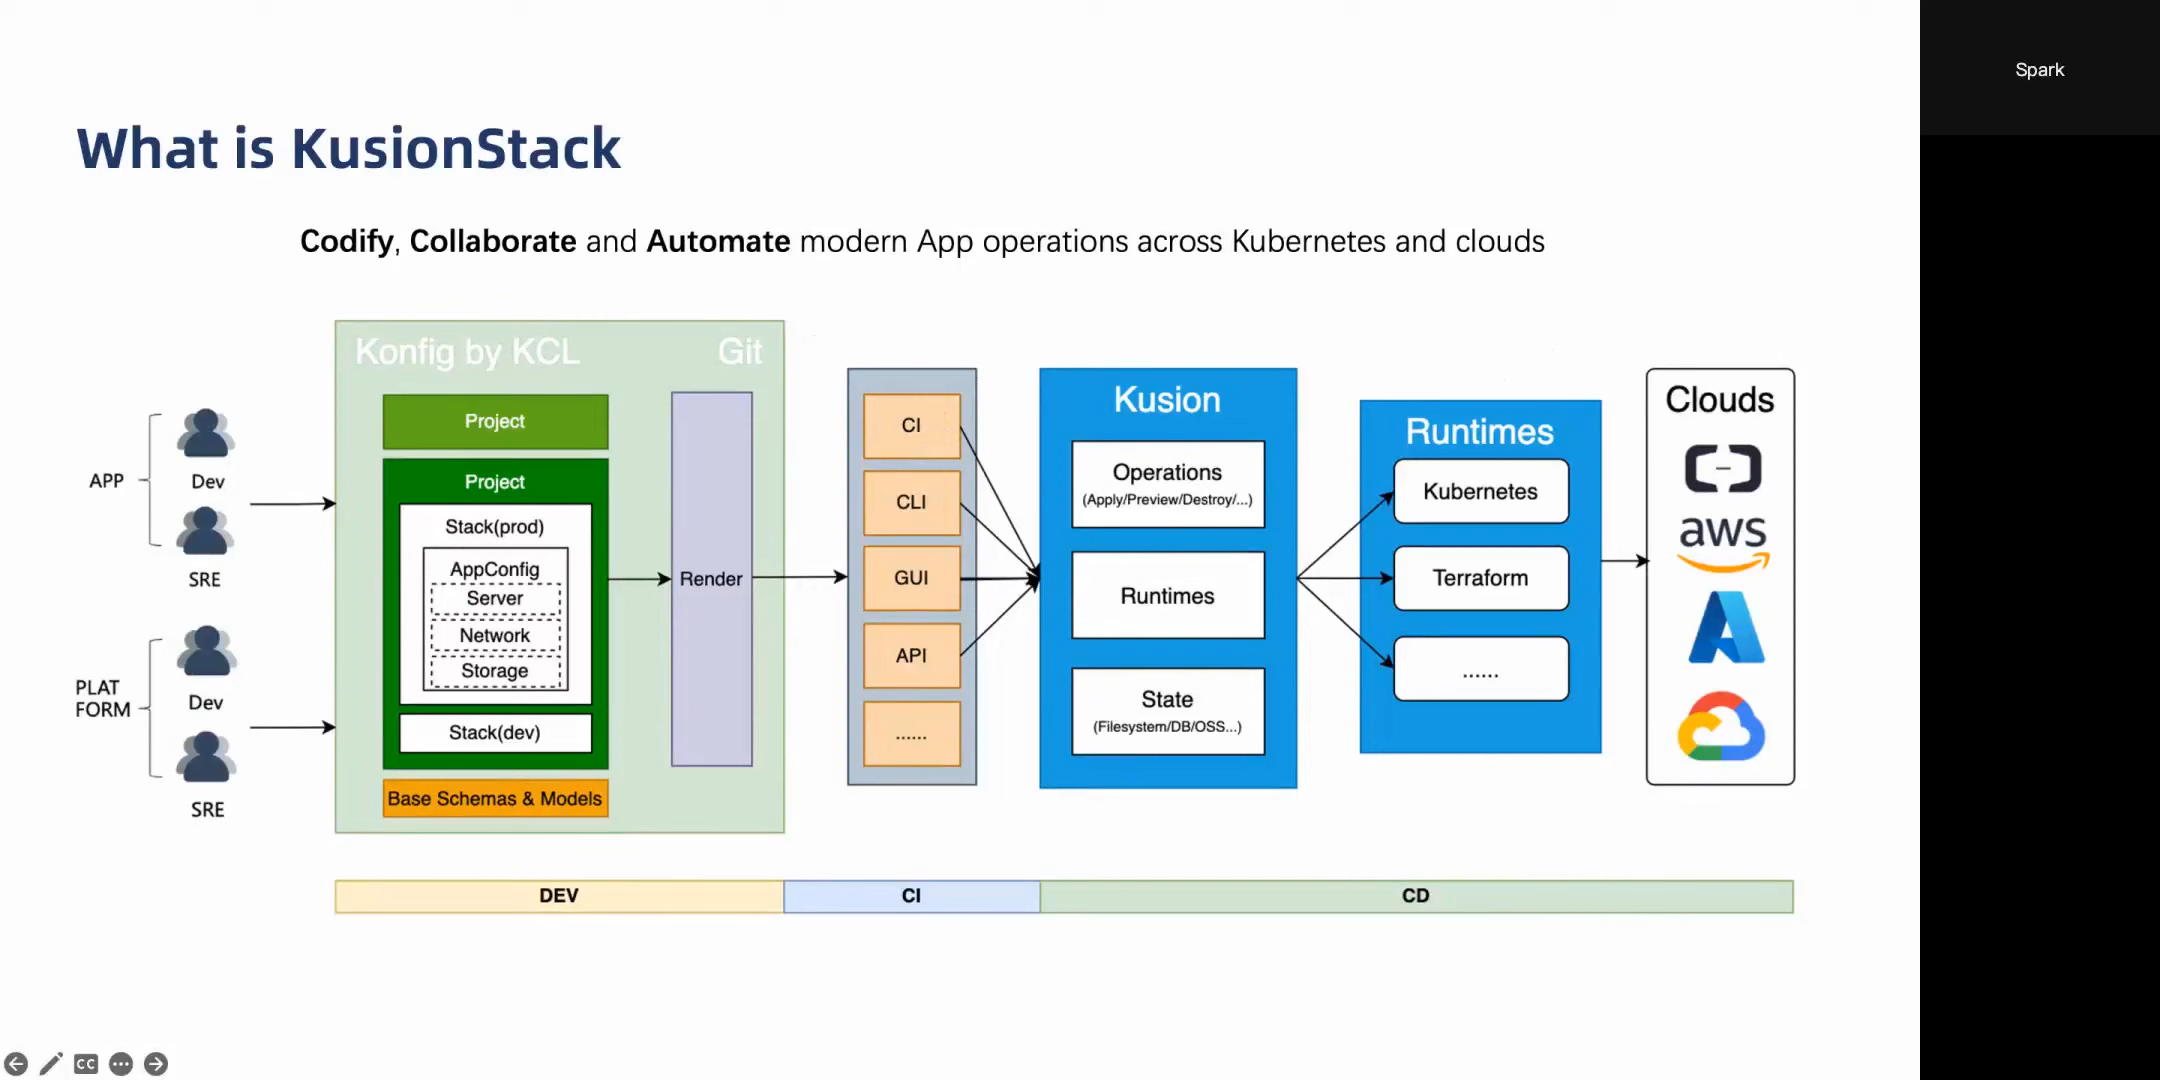 Spark
What is KusionStack
Codify, Collaborate and Automate modern App operations across Kubernetes and clouds
APP
Dev
SRE
PLAT
FORM
Dev
SRE
Konfig by KCL
Git
Project
Project
Stack(prod)
AppConfig
Server
Network
Storage
Stack(dev)
Base Schemas & Models
Render
CI
CLI
GUI
API
......
Kusion
Operations
(Apply/Preview/Destroy/...)
Runtimes
State
(Filesystem/DB/OSS...)
Runtimes
Kubernetes
Terraform
......
Clouds
aws
DEV
CI
CD
CC